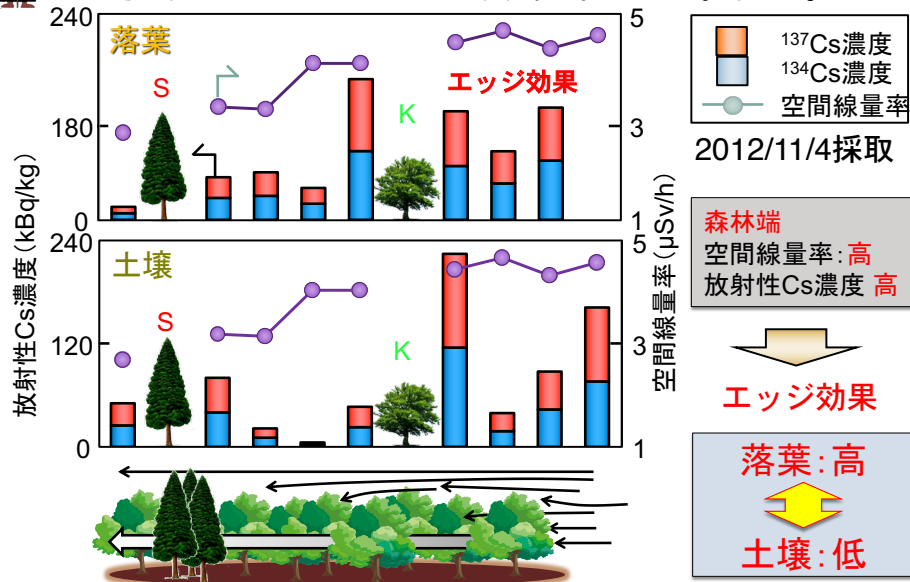 240
180
0
落葉
S
エッジ効果
K
5
3
1
240
120
0
土壌
S
K
5
3
1
放射性Cs濃度(kBq/kg)
空間線量率(μSv/h)
137Cs濃度
134Cs濃度
空間線量率
2012/11/4採取
森林端
空間線量率:高
放射性Cs濃度 高
エッジ効果
落葉:高
土壌:低